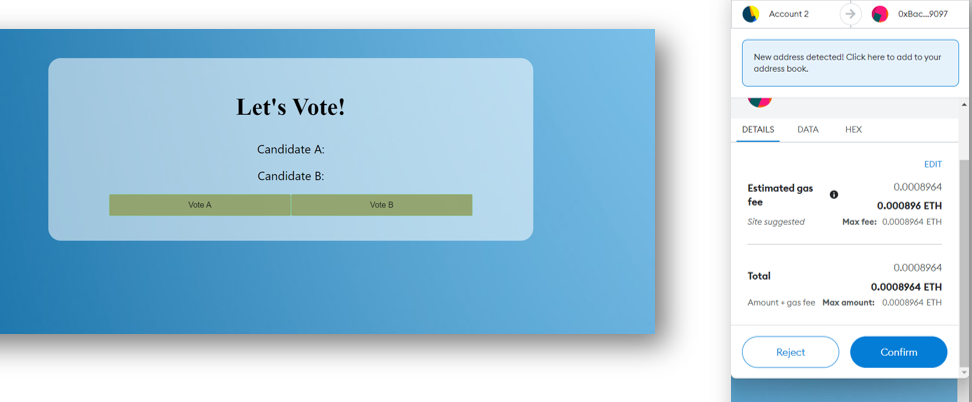 Let's Vote!
Candidate A:
Candidate B:
Vote A Vote B
Account 2 0xBac...9097
New address detected! Click here to add to your
address book.
DETAILS DATA HEX
EDIT
Estimated gas
fee
0.0008964
0.000896 ETH
Site suggested Max fee: 0.0008964 ETH
0.0008964
Total
0.0008964 ETH
Amount + gas fee Max amount: 0.0008964 ETH
Reject Confirm